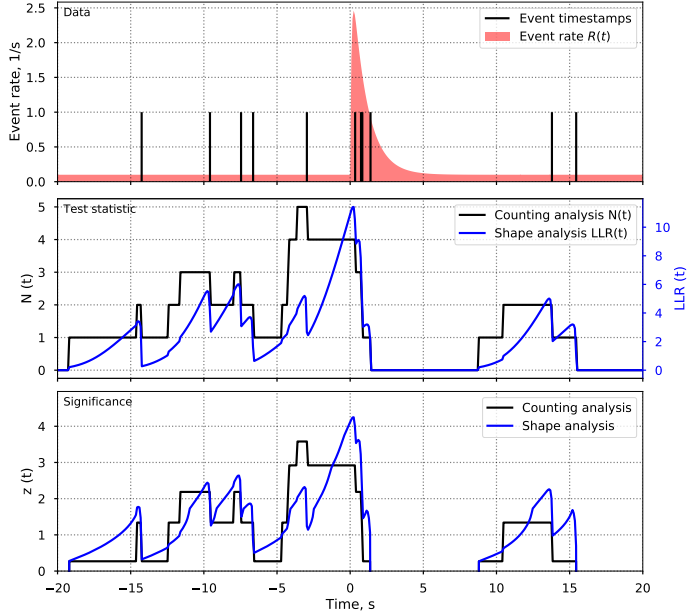 Data
Event timestamps
Event rate R(t)
Event rate, 1/s
2.5
2.0
1.5
1.0
0.5
0.0
Test statistic
Counting analysis N(t)
Shape analysis LLR(t)
N (t)
5
4
3
2
1
0
LLR (t)
10
8
6
4
2
0
Significance
Counting analysis
Shape analysis
z (t)
4
3
2
1
0
−20 −15 −10 −5 0 5 10 15 20
Time, s